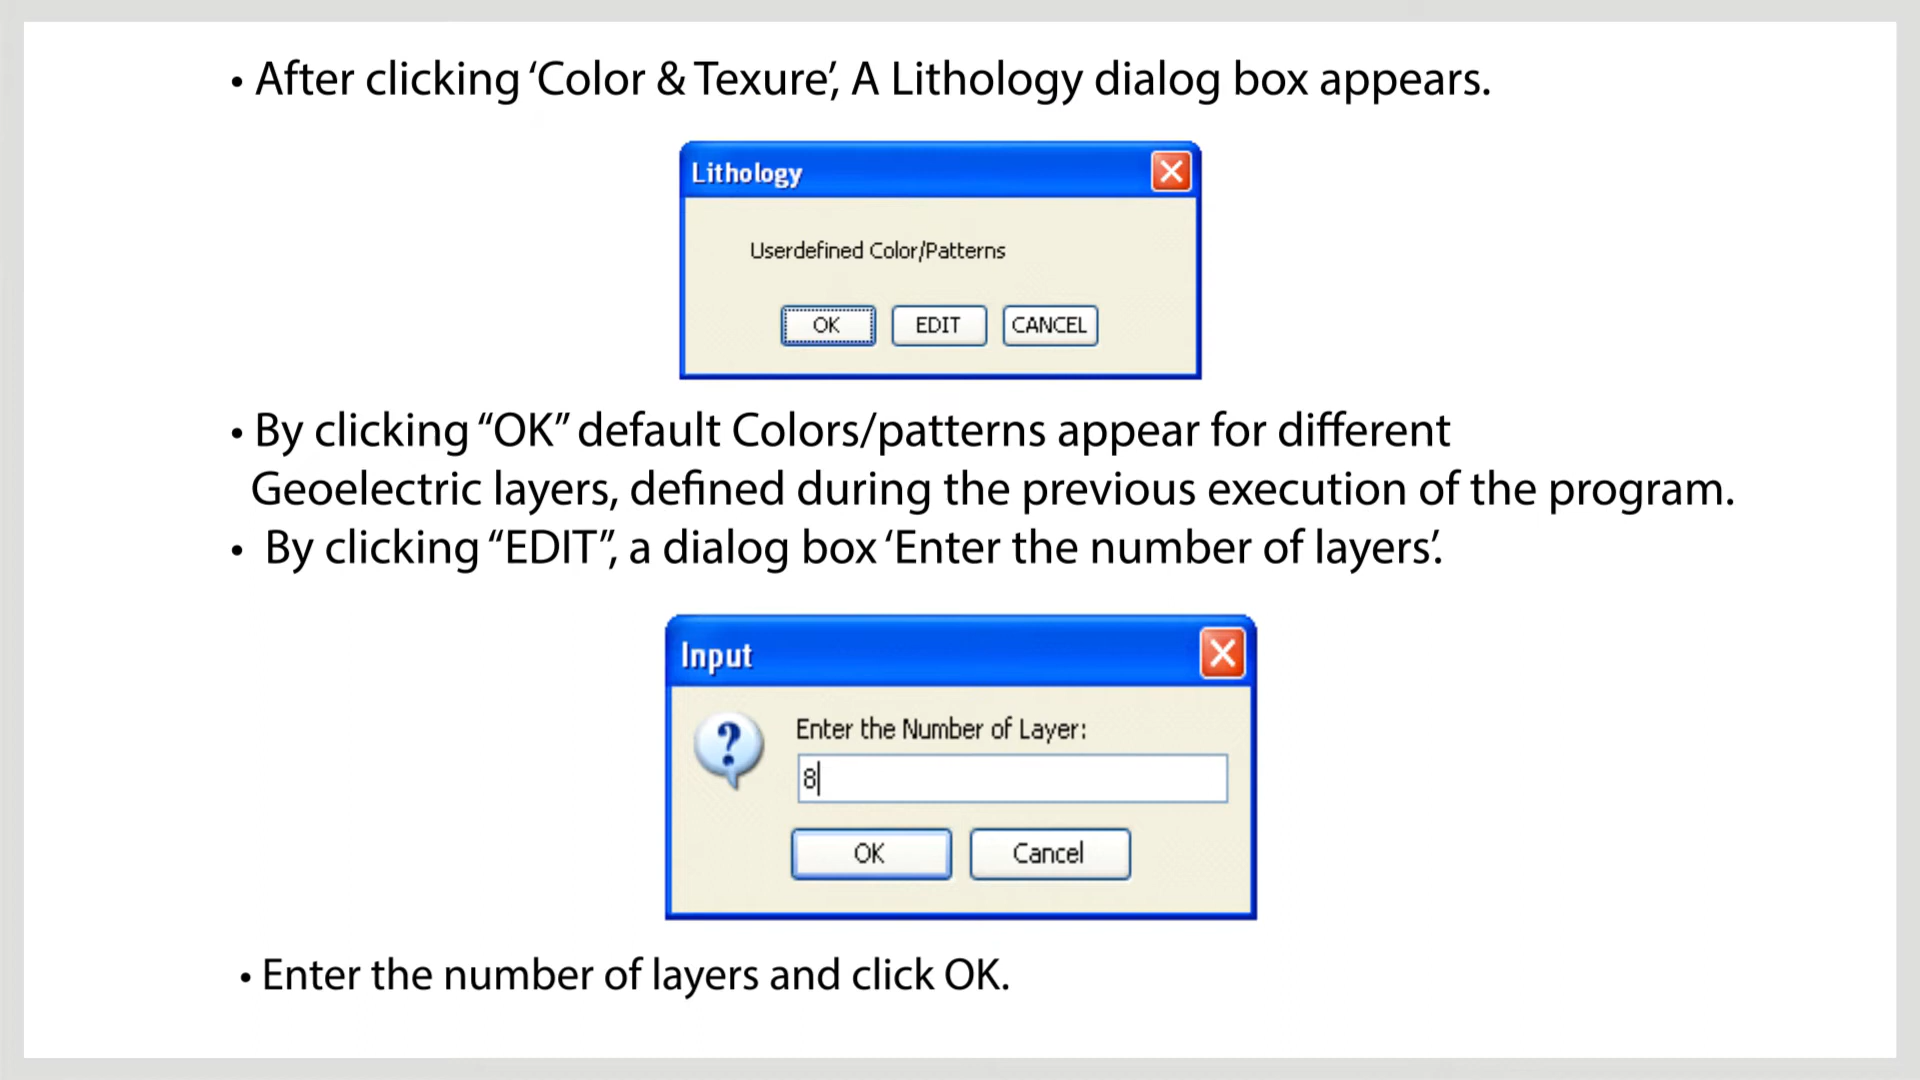 • After clicking ‘Color & Texure’, A Lithology dialog box appears.
Lithology
Userdefined Color/Patterns
OK EDIT CANCEL
• By clicking “OK” default Colors/patterns appear for different
Geoelectric layers, defined during the previous execution of the program.
• By clicking “EDIT”, a dialog box ‘Enter the number of layers’.
Input
Enter the Number of Layer:
8
OK Cancel
• Enter the number of layers and click OK.